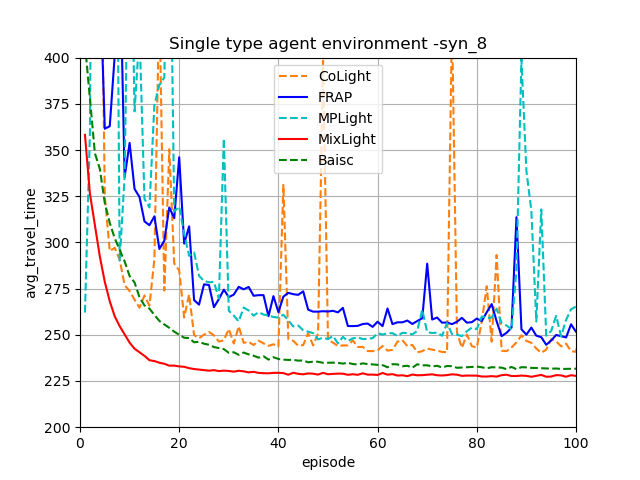 Single type agent environment -syn_8
400
375
350
325
300
275
250
225
200
avg_travel_time
CoLight
FRAP
MPLight
MixLight
Baisc
0 20 40 60 80 100
episode